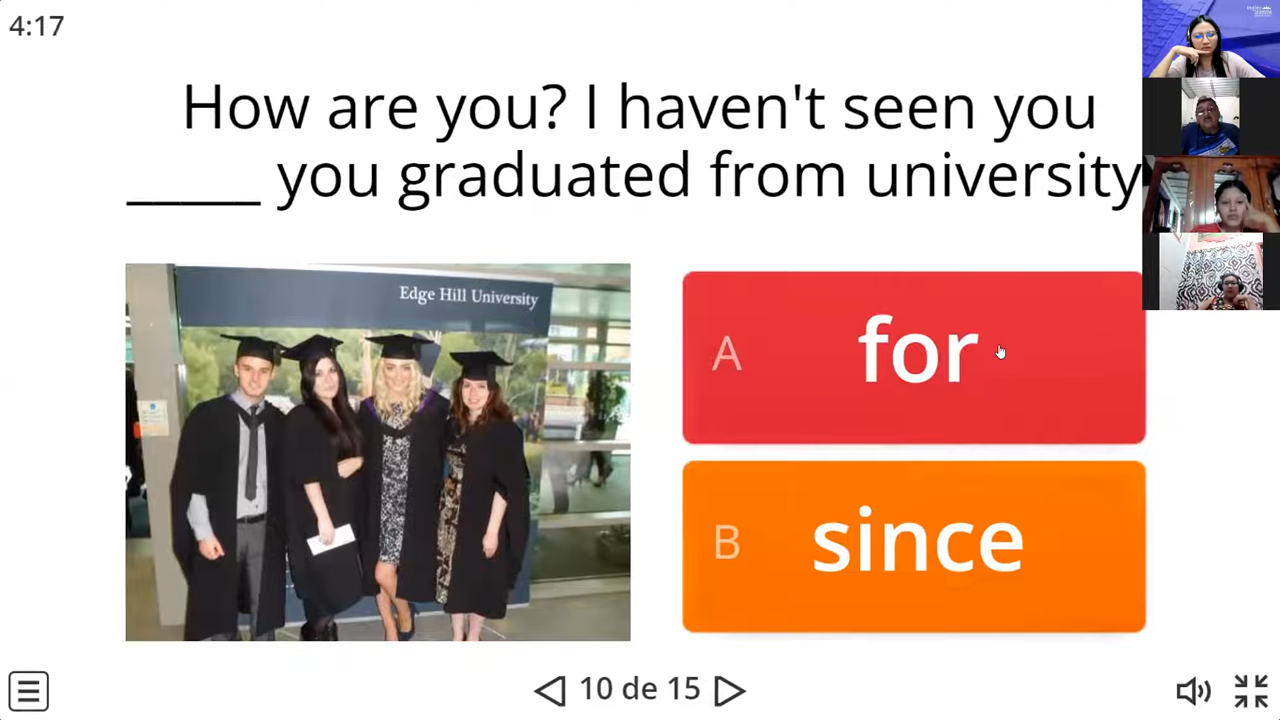 4:17
How are you? I haven't seen you
_____ you graduated from university
Edge Hill University
A for
B since
10 de 15